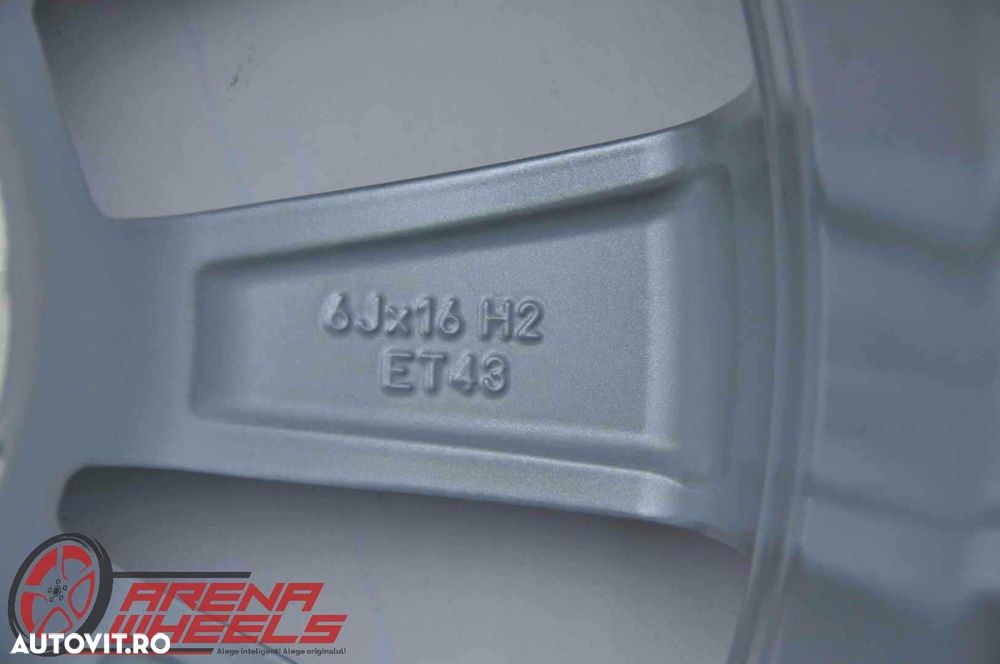 6Jx16 H2
ET43
ARENA
WHEELS
Alege inteligent! Alege originalul!
AUTOVIT.RO